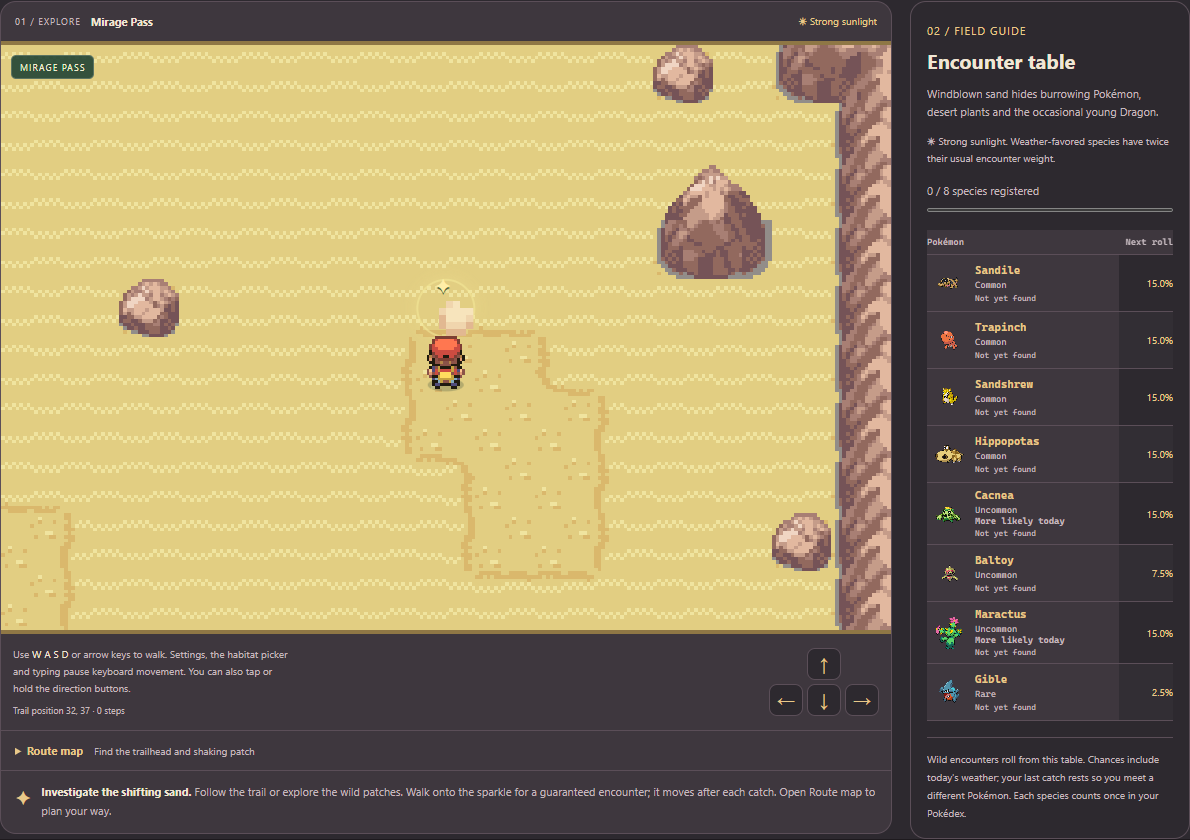 01 / EXPLORE Mirage Pass
☀ Strong sunlight
MIRAGE PASS
Use W A S D or arrow keys to walk. Settings, the habitat picker
and typing pause keyboard movement. You can also tap or
hold the direction buttons.
Trail position 32, 37 · 0 steps
↑
← ↓ →
▶ Route map Find the trailhead and shaking patch
✦ Investigate the shifting sand. Follow the trail or explore the wild patches. Walk onto the sparkle for a guaranteed encounter; it moves after each catch. Open Route map to
plan your way.
02 / FIELD GUIDE
Encounter table
Windblown sand hides burrowing Pokémon,
desert plants and the occasional young Dragon.
☀ Strong sunlight. Weather-favored species have twice
their usual encounter weight.
0 / 8 species registered
Pokémon Next roll
Sandile
Common
Not yet found
15.0%
Trapinch
Common
Not yet found
15.0%
Sandshrew
Common
Not yet found
15.0%
Hippopotas
Common
Not yet found
15.0%
Cacnea
Uncommon
More likely today
Not yet found
15.0%
Baltoy
Uncommon
Not yet found
7.5%
Maractus
Uncommon
More likely today
Not yet found
15.0%
Gible
Rare
Not yet found
2.5%
Wild encounters roll from this table. Chances include
today's weather; your last catch rests so you meet a
different Pokémon. Each species counts once in your
Pokédex.